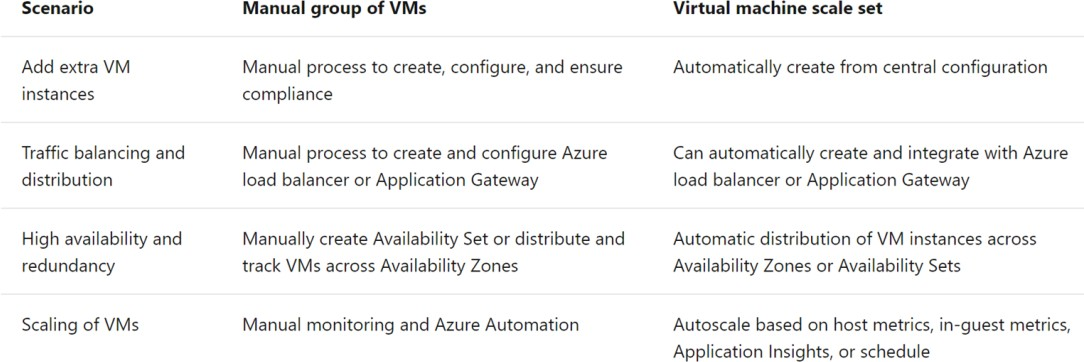 Scenario Manual group of VMs Virtual machine scale set
Add extra VM Manual process to create, configure, and ensure Automatically create from central configuration
instances compliance
Traffic balancing and Manual process to create and configure Azure Can automatically create and integrate with Azure
distribution load balancer or Application Gateway load balancer or Application Gateway
High availability and Manually create Availability Set or distribute and Automatic distribution of VM instances across
redundancy track VMs across Availability Zones Availability Zones or Availability Sets
Scaling of VMs Manual monitoring and Azure Automation Autoscale based on host metrics, in-guest metrics,
Application Insights, or schedule